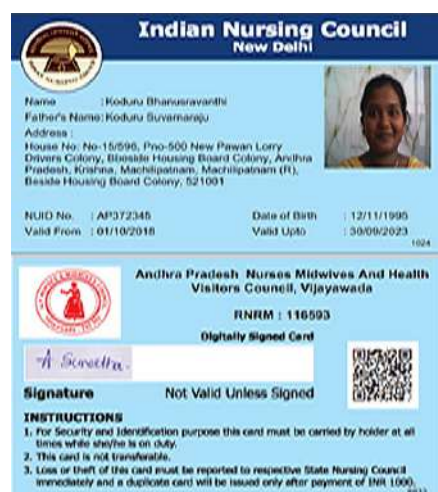 Indian Nursing Council
New Delhi
Name : Koduru Bhanusravanthi
Father's Name: Koduru Suvarnaraju
Address :
House No: No-15/596, Pno-500 New Pawan Lorry
Drivers Colony, Bboside Housing Board Colony, Andhra
Pradesh, Krishna, Machilipatnam, Machilipatnam (R),
Beside Housing Board Colony, 521001
NUID No. : AP372345 Date of Birth : 12/11/1995
Valid From : 01/10/2018 Valid Upto : 30/09/2023
1024
Andhra Pradesh Nurses Midwives And Health
Visitors Council, Vijayawada
RNRM : 116593
Digitally Signed Card
Signature Not Valid Unless Signed
INSTRUCTIONS
1. For Security and Identification purpose this card must be carried by holder at all
times while she/he is on duty.
2. This card is not transferable.
3. Loss or theft of this card must be reported to respective State Nursing Council
immediately and a duplicate card will be issued only after payment of INR 1000.